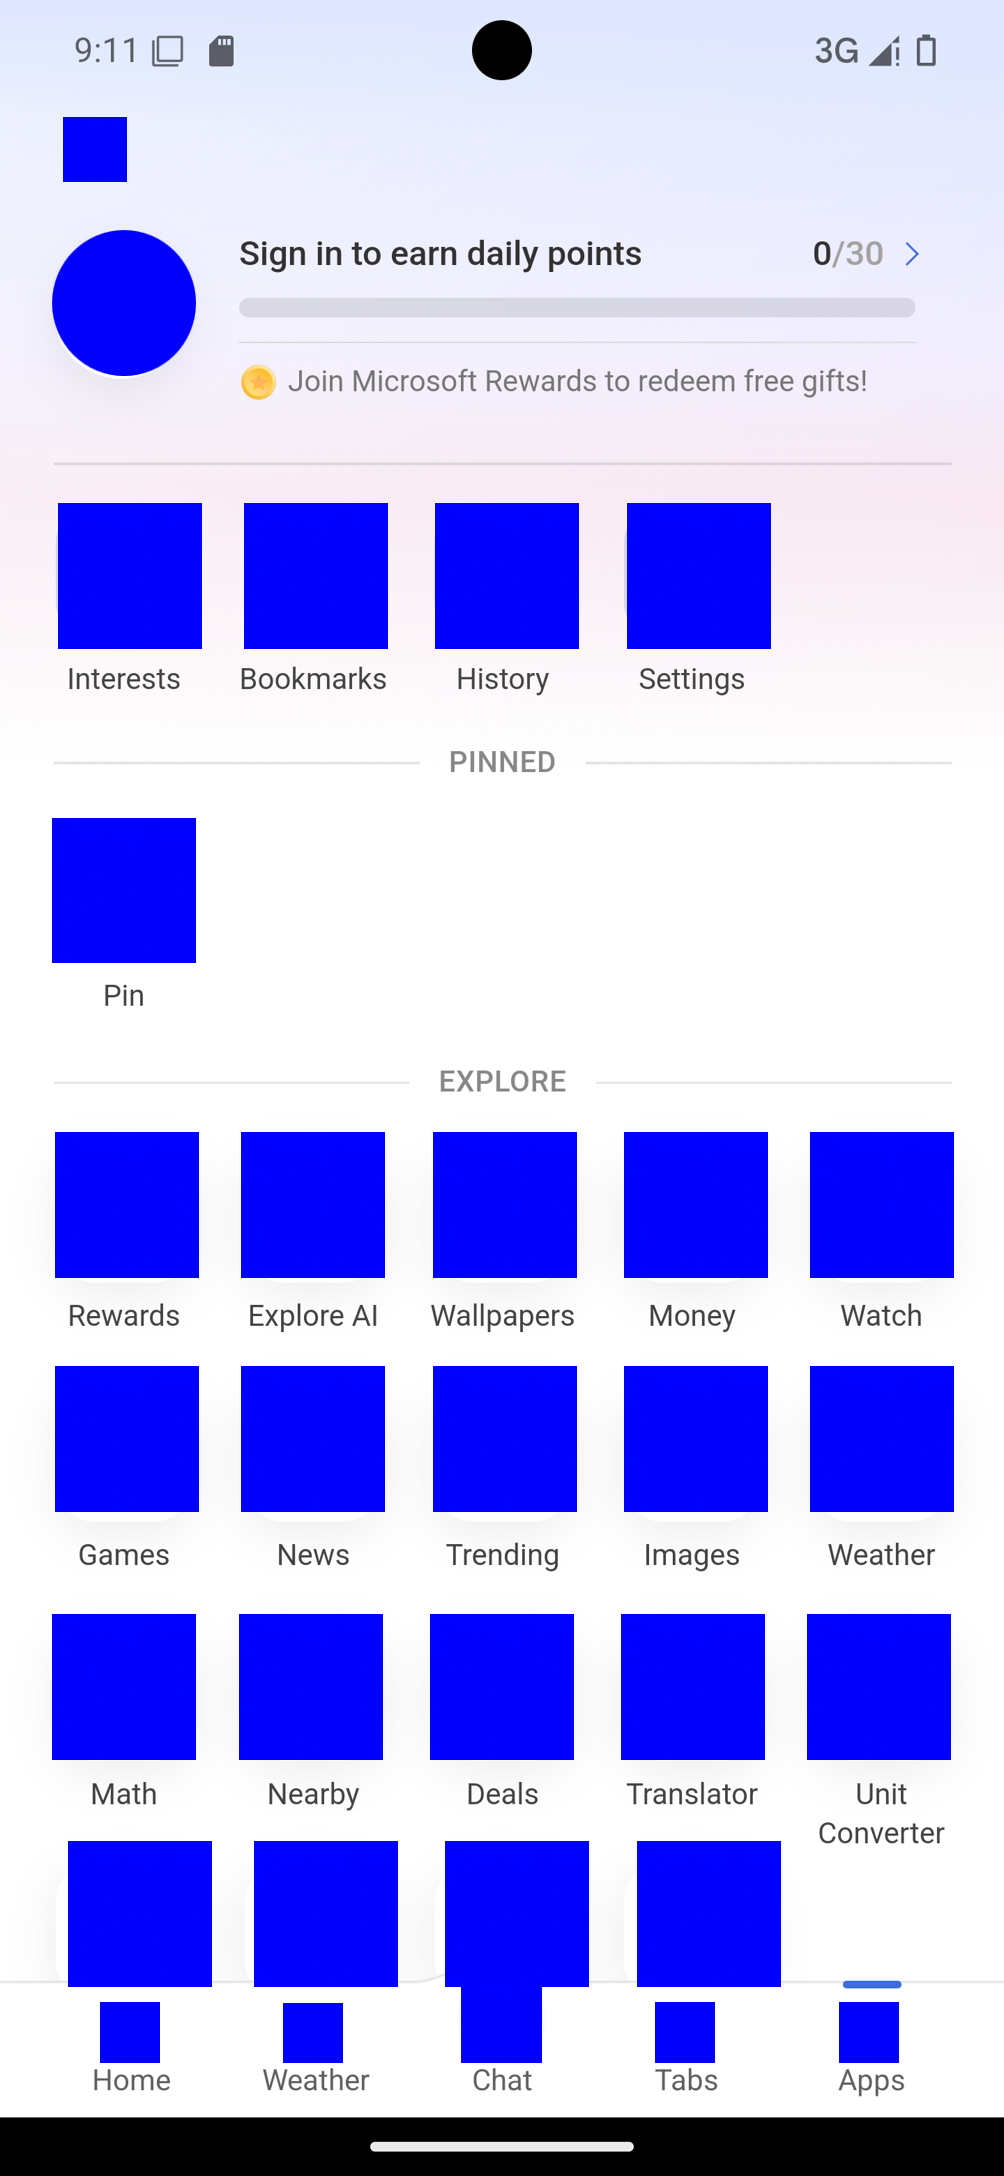 9:11 3G
Sign in to earn daily points 0/30
Join Microsoft Rewards to redeem free gifts!
Interests Bookmarks History Settings
PINNED
Pin
EXPLORE
Rewards Explore AI Wallpapers Money Watch
Games News Trending Images Weather
Math Nearby Deals Translator Unit
Converter
Home Weather Chat Tabs Apps